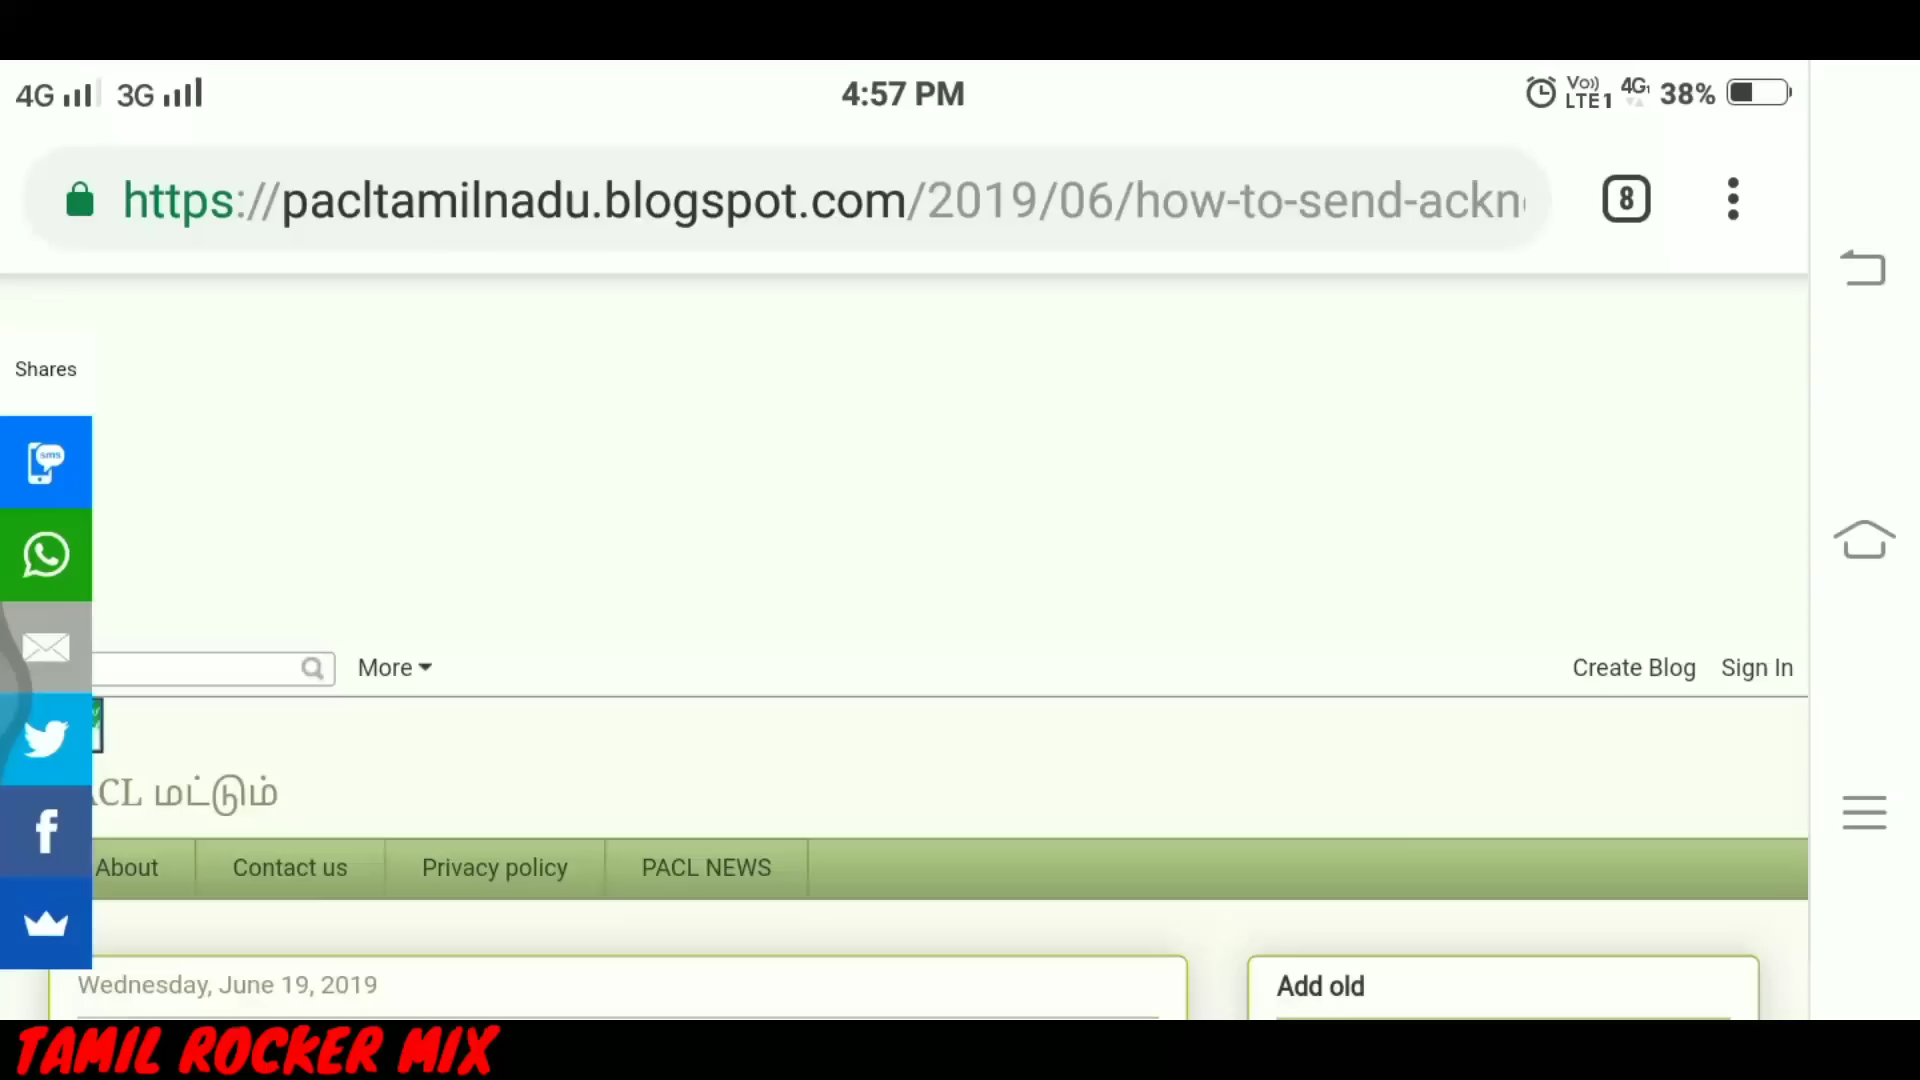 4G 3G 4:57 PM Vo)) LTE1 4G 38%
https://pacltamilnadu.blogspot.com/2019/06/how-to-send-ackn
8
Shares
sms
More Create Blog Sign In
ACL மட்டும்
About Contact us Privacy policy PACL NEWS
Wednesday, June 19, 2019
Add old
TAMIL ROCKER MIX